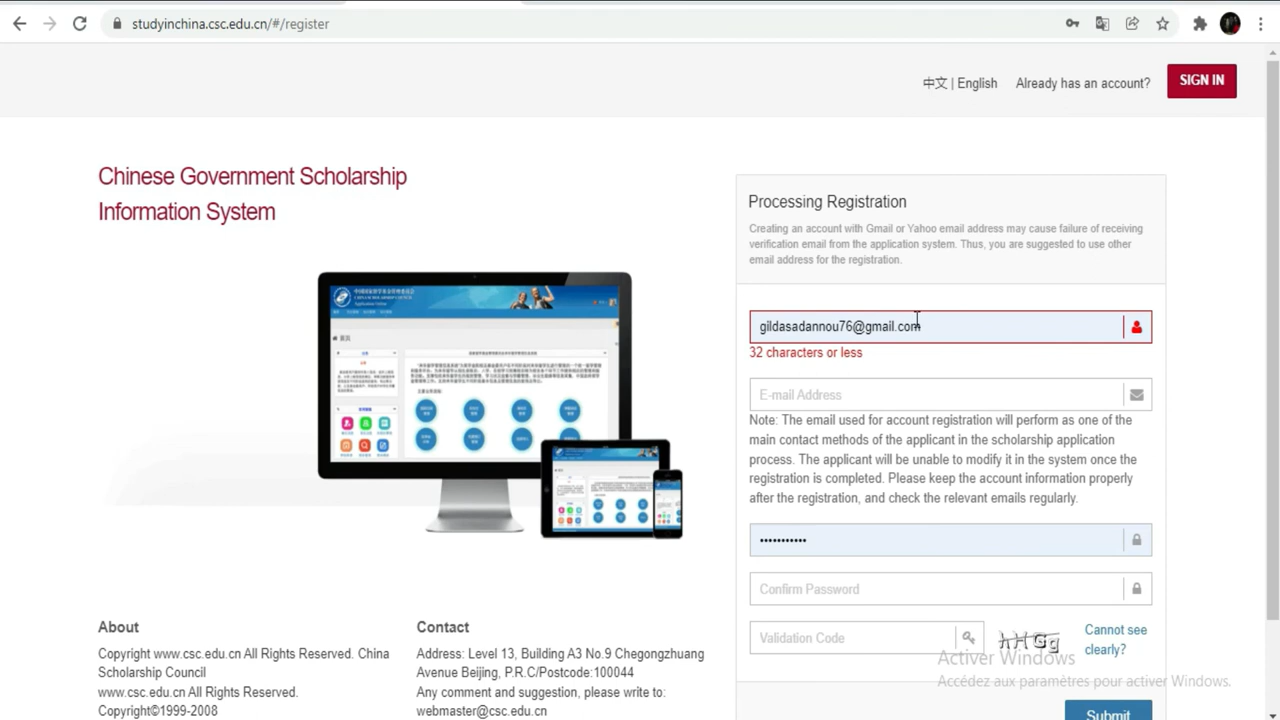 studyinchina.csc.edu.cn/#/register
中文 | English Already has an account? SIGN IN
Chinese Government Scholarship
Information System
Processing Registration
Creating an account with Gmail or Yahoo email address may cause failure of receiving
verification email from the application system. Thus, you are suggested to use other
email address for the registration.
gildasadannou76@gmail.com
32 characters or less
E-mail Address
Note: The email used for account registration will perform as one of the
main contact methods of the applicant in the scholarship application
process. The applicant will be unable to modify it in the system once the
registration is completed. Please keep the account information properly
after the registration, and check the relevant emails regularly.
•••••••••••
Confirm Password
Validation Code
Cannot see
clearly?
Submit
About
Copyright www.csc.edu.cn All Rights Reserved. China
Scholarship Council
www.csc.edu.cn All Rights Reserved.
Copyright©1999-2008
Contact
Address: Level 13, Building A3 No.9 Chegongzhuang
Avenue Beijing, P.R.C/Postcode:100044
Any comment and suggestion, please write to:
webmaster@csc.edu.cn
Activer Windows
Accédez aux paramètres pour activer Windows.